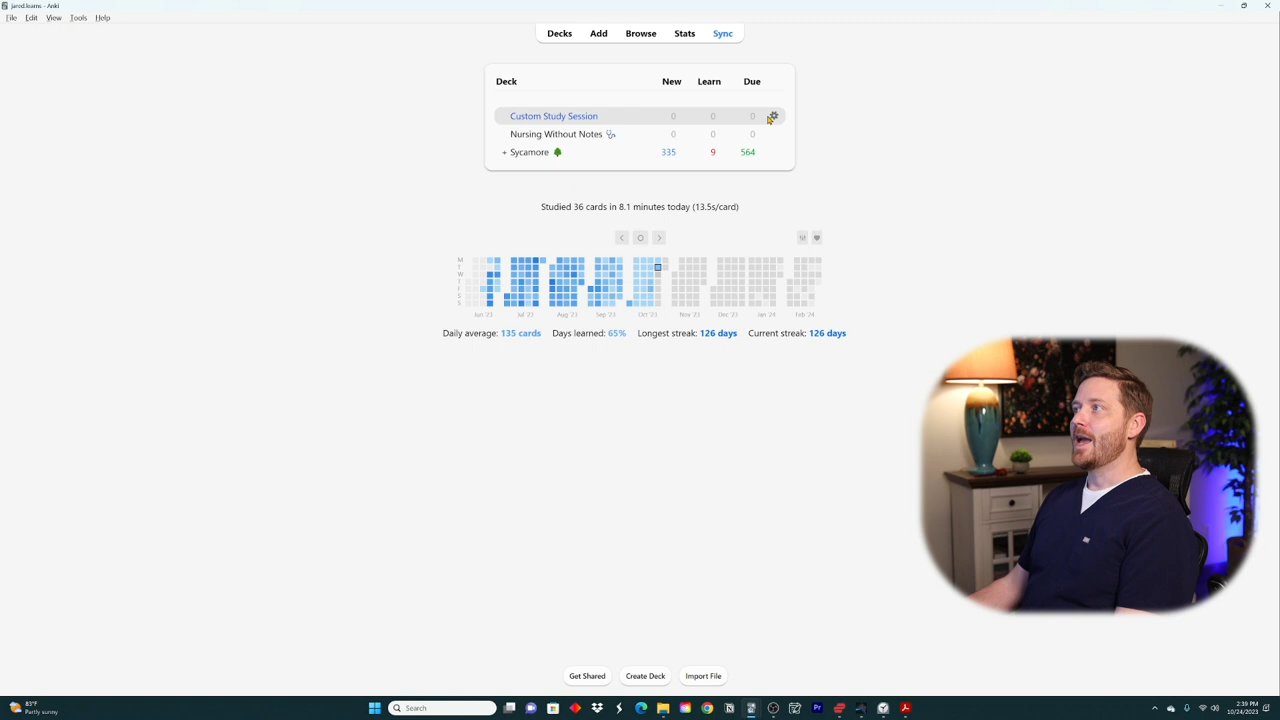 jarod.learns - Anki
File Edit View Tools Help
Decks Add Browse Stats Sync
Deck New Learn Due
Custom Study Session 0 0 0
Nursing Without Notes 0 0 0
+ Sycamore 335 9 564
Studied 36 cards in 8.1 minutes today (13.5s/card)
M
T
W
T
F
S
S
Jun '23 Jul '23 Aug '23 Sep '23 Oct '23 Nov '23 Dec '23 Jan '24 Feb '24
Daily average: 135 cards Days learned: 65% Longest streak: 126 days Current streak: 126 days
Get Shared Create Deck Import File
83°F
Partly sunny
Search
2:39 PM
10/24/2023